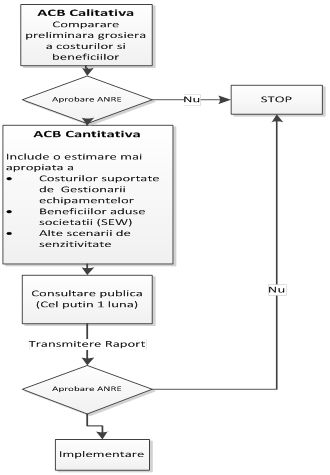 ACB Calitativa
Comparare
preliminara grosiera
a costurilor si
beneficiilor
Aprobare ANRE
Nu
STOP
ACB Cantitativa
Include o estimare mai
apropiata a
• Costurilor suportate
de Gestionarii
echipamentelor
• Beneficiilor aduse
societatii (SEW)
• Alte scenarii de
senzitivitate
Nu
Consultare publica
(Cel putin 1 luna)
Transmitere Raport
Aprobare ANRE
Implementare